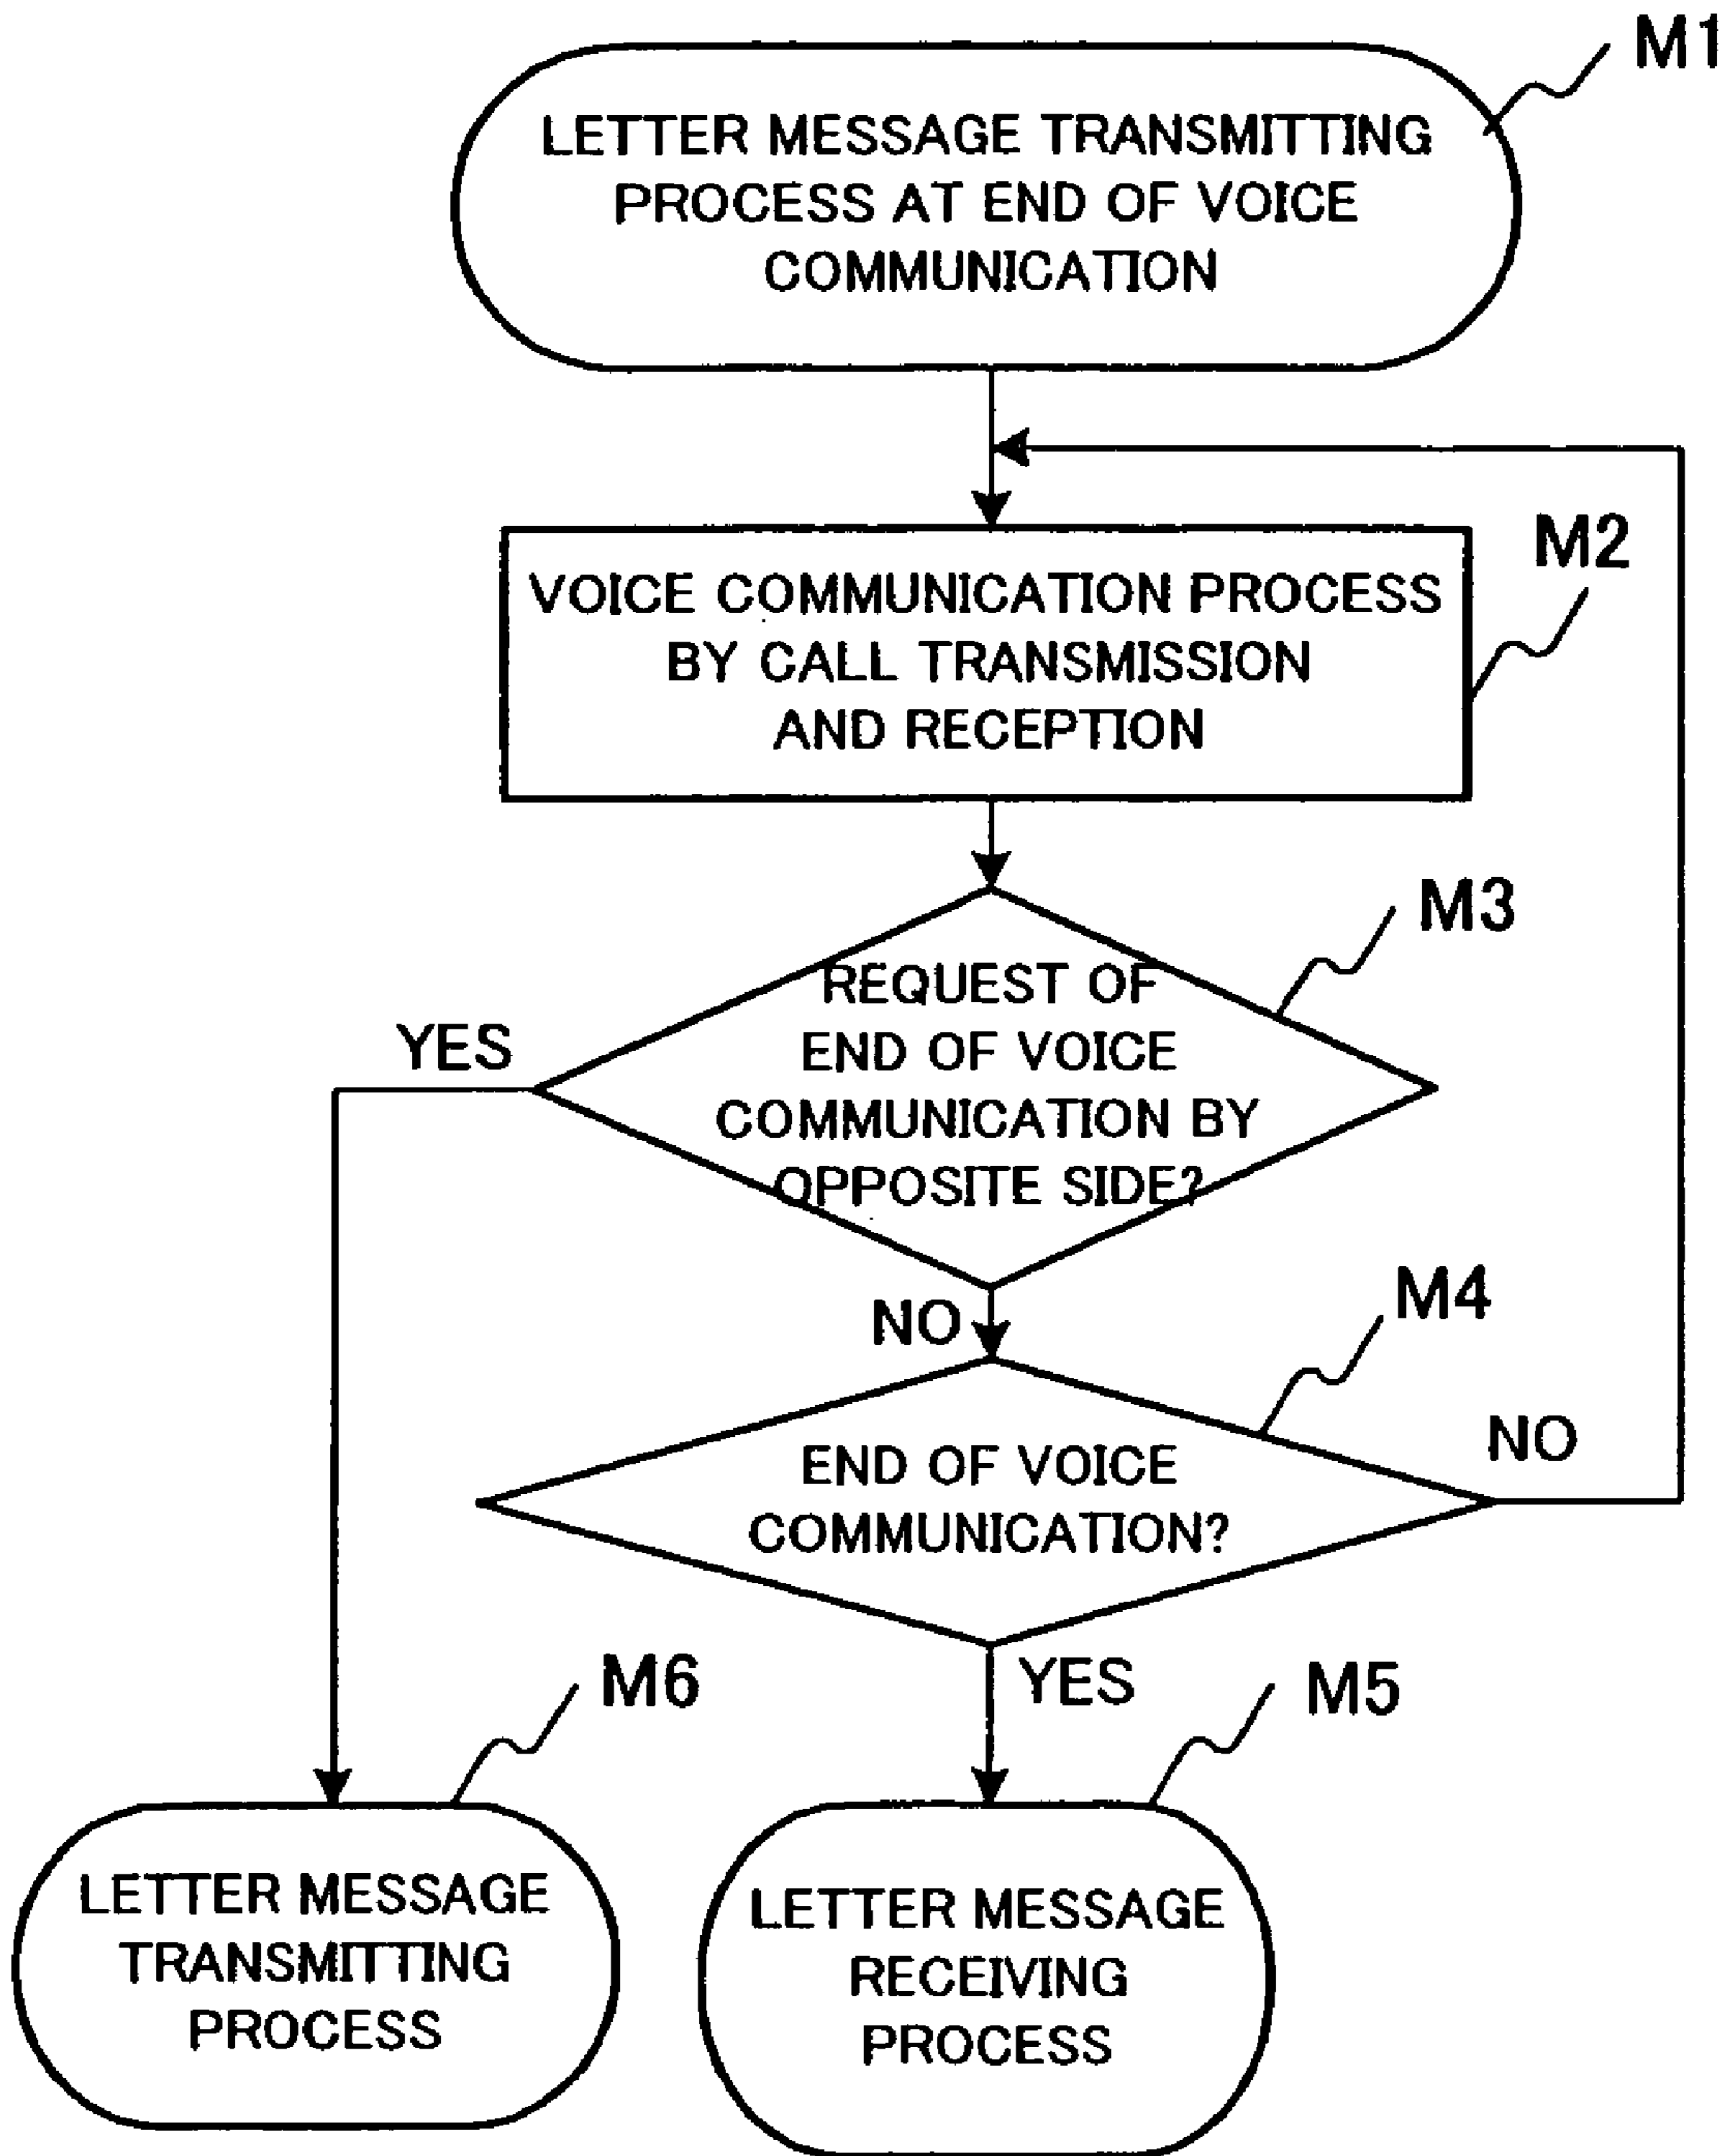 M1
LETTER MESSAGE TRANSMITTING
PROCESS AT END OF VOICE
COMMUNICATION
M2
VOICE COMMUNICATION PROCESS
BY CALL TRANSMISSION
AND RECEPTION
M3
REQUEST OF
END OF VOICE
COMMUNICATION BY
OPPOSITE SIDE?
YES
NO
M4
END OF VOICE
COMMUNICATION?
NO
YES
M6
LETTER MESSAGE
TRANSMITTING
PROCESS
M5
LETTER MESSAGE
RECEIVING
PROCESS